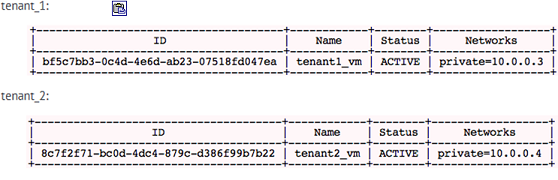 tenant_1:
+--------------------------------------+------------+--------+------------------+
| ID | Name | Status | Networks |
+--------------------------------------+------------+--------+------------------+
| bf5c7bb3-0c4d-4e6d-ab23-07518fd047ea | tenant1_vm | ACTIVE | private=10.0.0.3 |
+--------------------------------------+------------+--------+------------------+
tenant_2:
+--------------------------------------+------------+--------+------------------+
| ID | Name | Status | Networks |
+--------------------------------------+------------+--------+------------------+
| 8c7f2f71-bc0d-4dc4-879c-d386f99b7b22 | tenant2_vm | ACTIVE | private=10.0.0.4 |
+--------------------------------------+------------+--------+------------------+